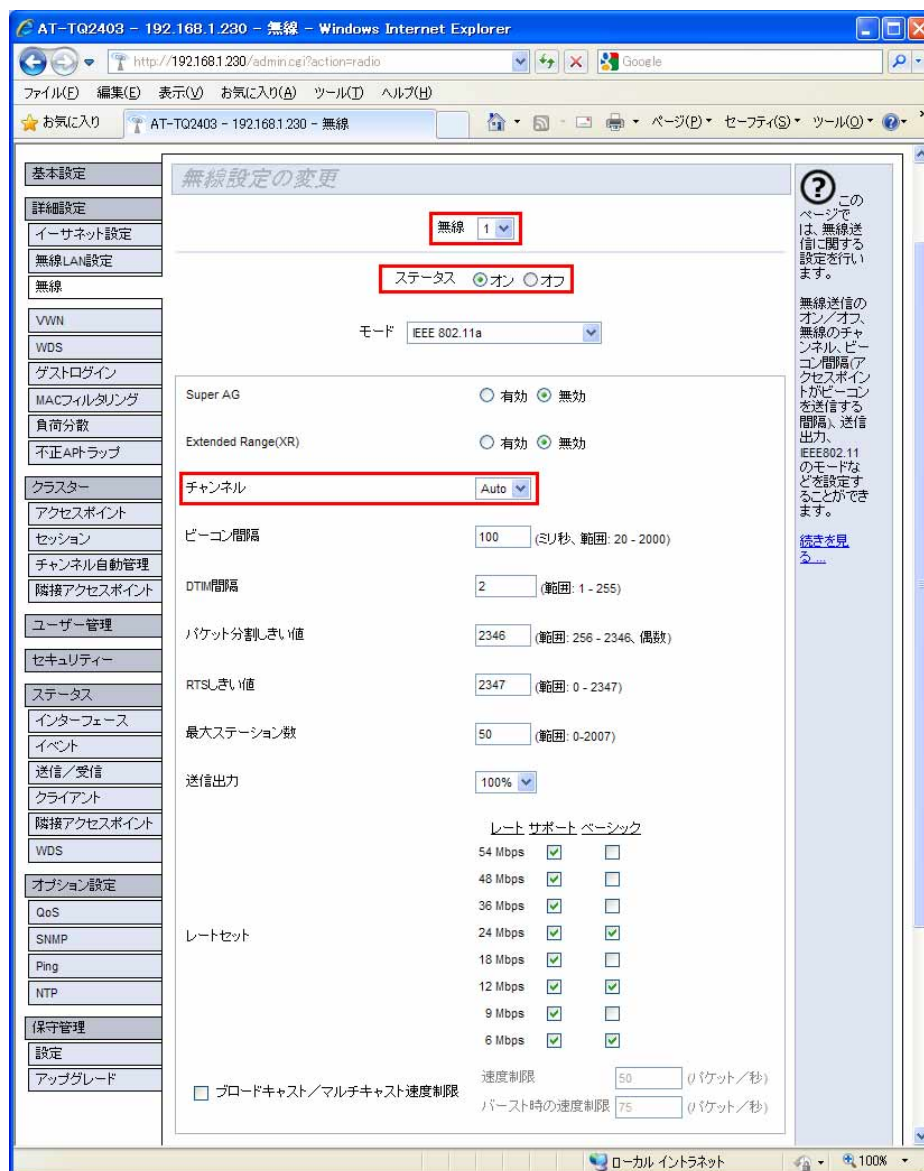 AT-TQ2403 - 192.168.1.230 - 無線 - Windows Internet Explorer
http://192.168.1.230/admin.cgi?action=radio
Google
ファイル(F) 編集(E) 表示(V) お気に入り(A) ツール(T) ヘルプ(H)
お気に入り
AT-TQ2403 - 192.168.1.230 - 無線
ページ(P) セーフティ(S) ツール(O)
基本設定
詳細設定
イーサネット設定
無線LAN設定
無線
VWN
WDS
ゲストログイン
MACフィルタリング
負荷分散
不正APトラップ
クラスター
アクセスポイント
セッション
チャンネル自動管理
隣接アクセスポイント
ユーザー管理
セキュリティー
ステータス
インターフェース
イベント
送信/受信
クライアント
隣接アクセスポイント
WDS
オプション設定
QoS
SNMP
Ping
NTP
保守管理
設定
アップグレード
無線設定の変更
無線 1
ステータス オン オフ
モード IEEE 802.11a
Super AG 有効 無効
Extended Range(XR) 有効 無効
チャンネル Auto
ビーコン間隔 100 (ミリ秒、範囲: 20 - 2000)
DTIM間隔 2 (範囲: 1 - 255)
パケット分割しきい値 2346 (範囲: 256 - 2346、偶数)
RTSしきい値 2347 (範囲: 0 - 2347)
最大ステーション数 50 (範囲: 0-2007)
送信出力 100%
レート サポート ベーシック
54 Mbps
48 Mbps
36 Mbps
レートセット
24 Mbps
18 Mbps
12 Mbps
9 Mbps
6 Mbps
ブロードキャスト/マルチキャスト速度制限
速度制限 50 (パケット/秒)
バースト時の速度制限 75 (パケット/秒)
この
ページで
は、無線送
信に関する
設定を行い
ます。
無線送信の
オン/オフ、
無線のチャ
ンネル、ビー
コン間隔(ア
クセスポイン
トがビーコン
を送信する
間隔)、送信
出力、
IEEE802.11
のモードな
どを設定す
ることができ
ます。
続きを見
る ...
ローカル イントラネット
100%